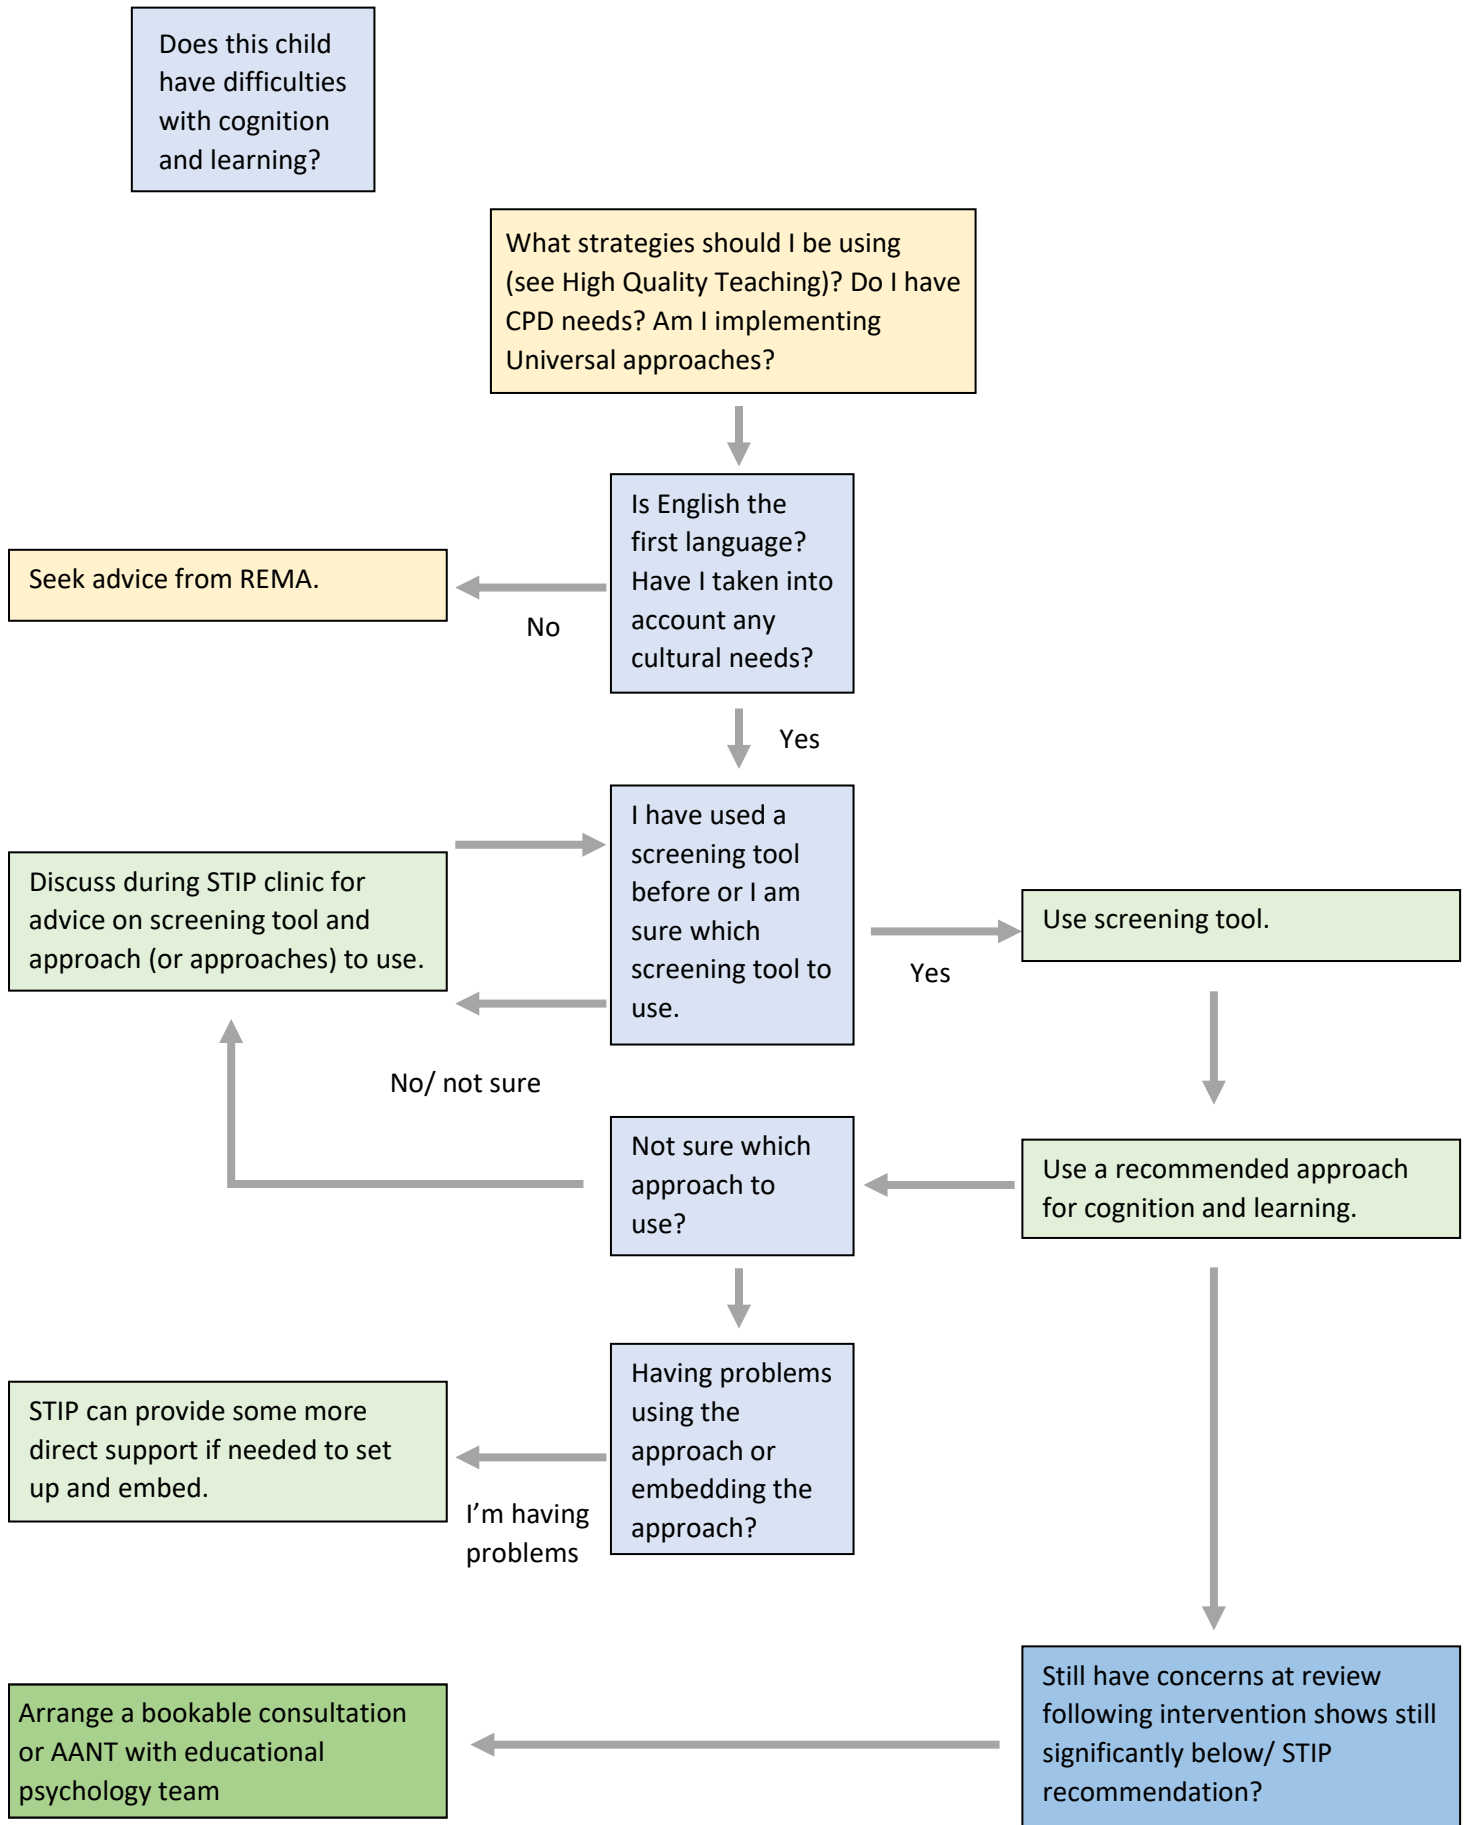 Does this child
have difficulties
with cognition
and learning?
What strategies should I be using
(see High Quality Teaching)? Do I have
CPD needs? Am I implementing
Universal approaches?
Is English the
first language?
Have I taken into
account any
cultural needs?
Seek advice from REMA.
No
Yes
I have used a
screening tool
before or I am
sure which
screening tool to
use.
Discuss during STIP clinic for
advice on screening tool and
approach (or approaches) to use.
Use screening tool.
Yes
No/ not sure
Not sure which
approach to
use?
Use a recommended approach
for cognition and learning.
Having problems
using the
approach or
embedding the
approach?
STIP can provide some more
direct support if needed to set
up and embed.
I’m having
problems
Still have concerns at review
following intervention shows still
significantly below/ STIP
recommendation?
Arrange a bookable consultation
or AANT with educational
psychology team